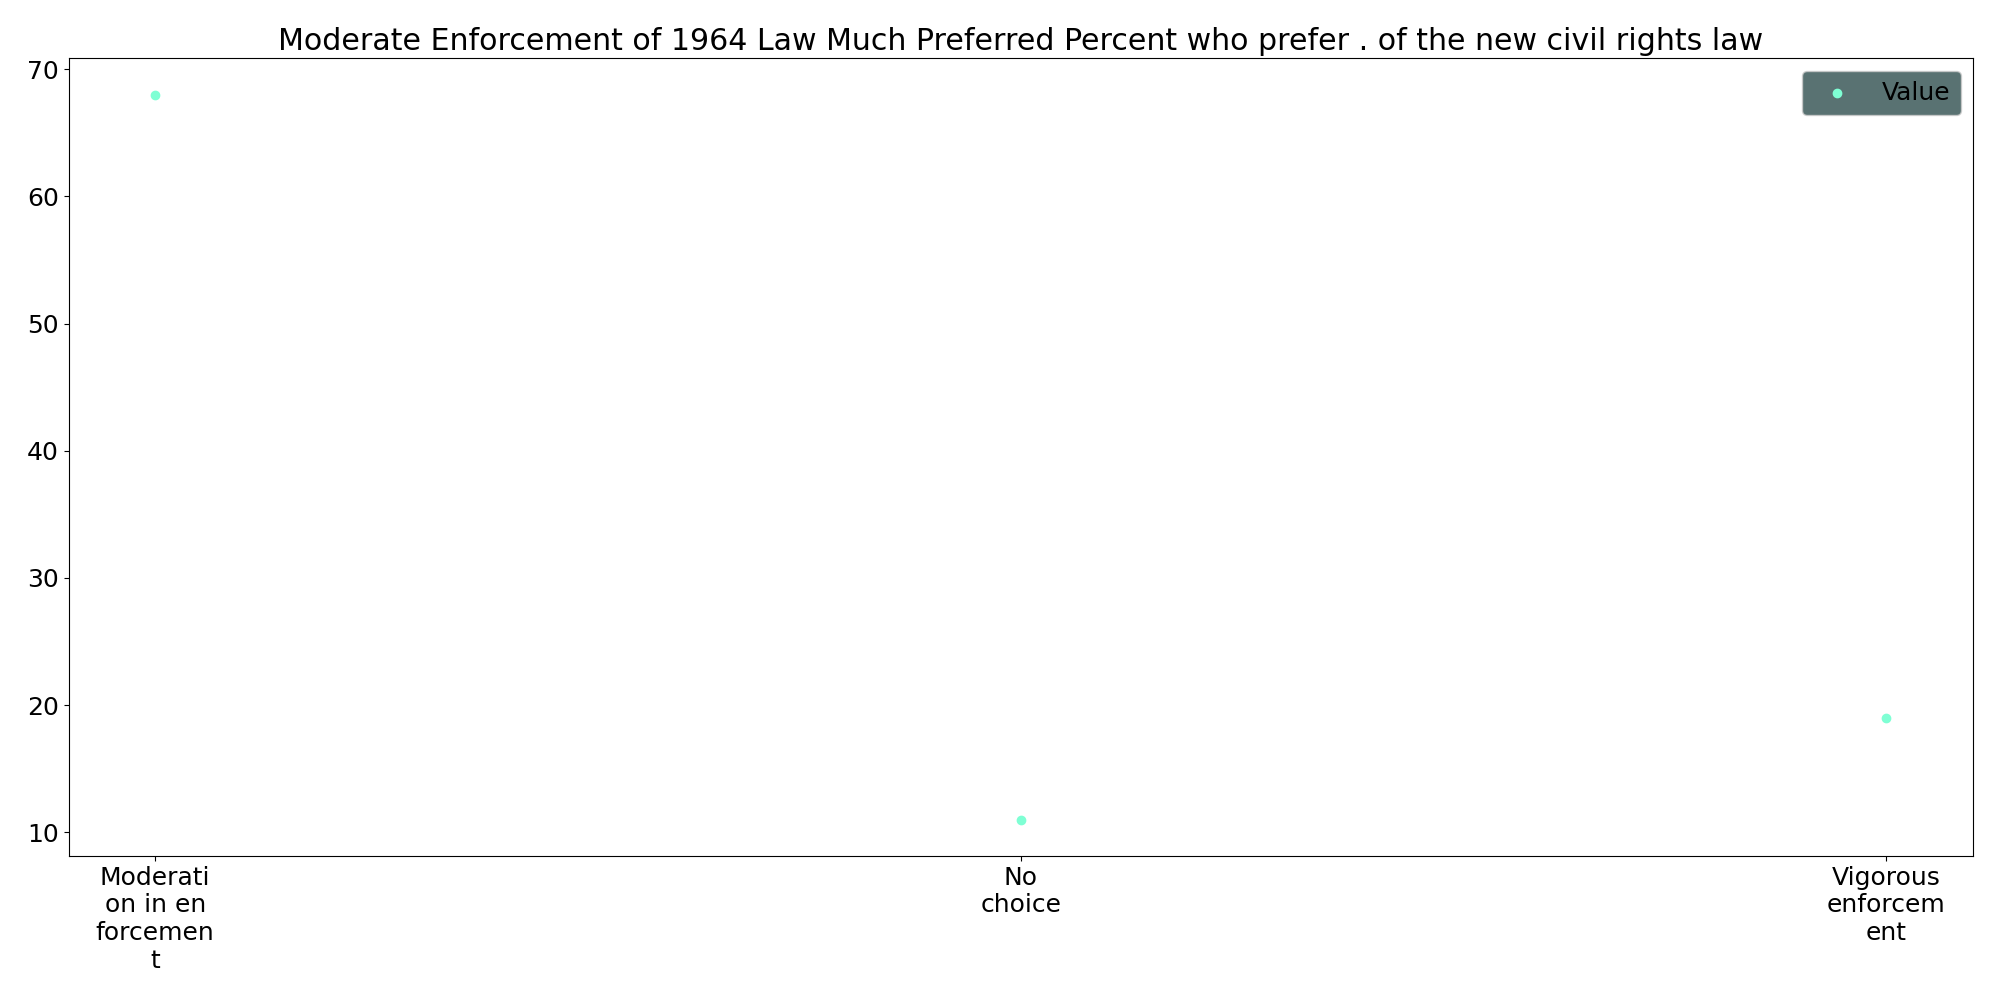 Moderate Enforcement of 1964 Law Much Preferred Percent who prefer . of the new civil rights law
Value
70
60
50
40
30
20
10
Moderati
on in en
forcemen
t
No
choice
Vigorous
enforcem
ent